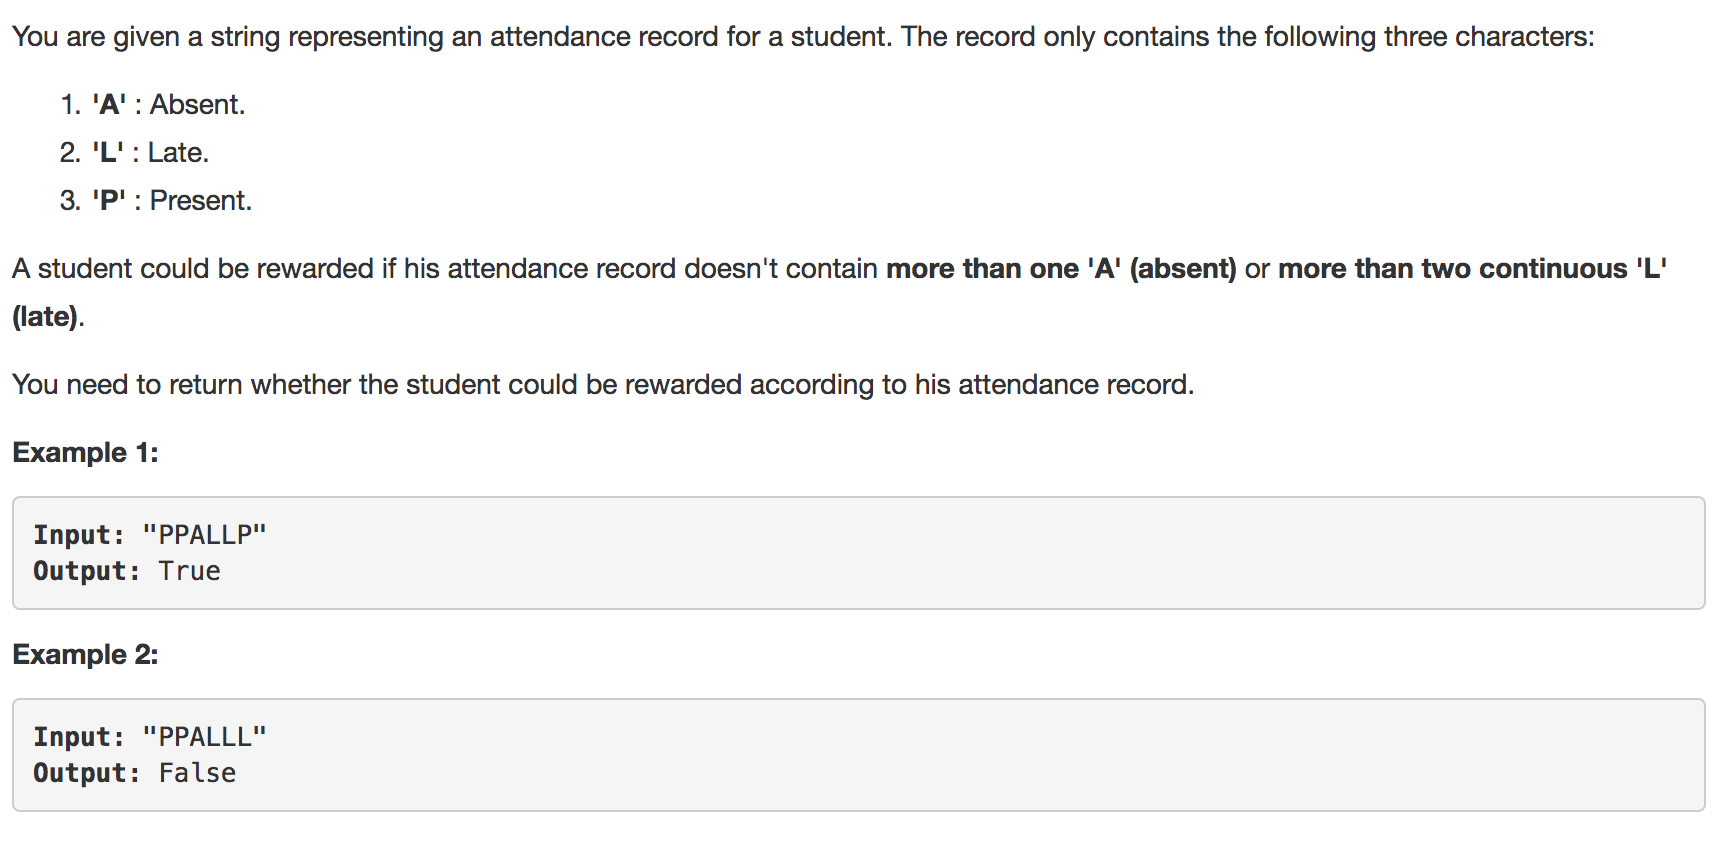 You are given a string representing an attendance record for a student. The record only contains the following three characters:
1. 'A' : Absent.
2. 'L' : Late.
3. 'P' : Present.
A student could be rewarded if his attendance record doesn't contain more than one 'A' (absent) or more than two continuous 'L'
(late).
You need to return whether the student could be rewarded according to his attendance record.
Example 1:
Input: "PPALLP"
Output: True
Example 2:
Input: "PPALLL"
Output: False